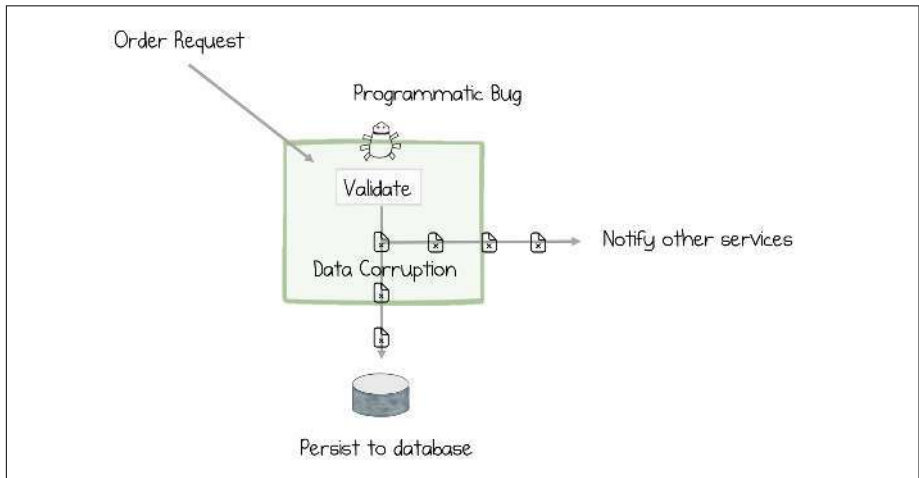 Order Request
Programmatic Bug
Validate
Notify other services
Data Corruption
Persist to database